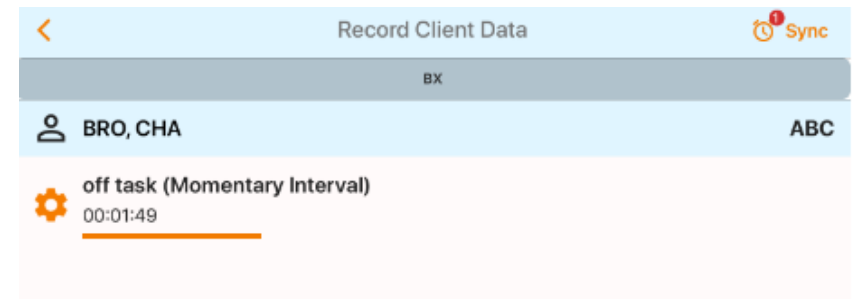 Record Client Data
1
Sync
BX
BRO, CHA
ABC
off task (Momentary Interval)
00:01:49